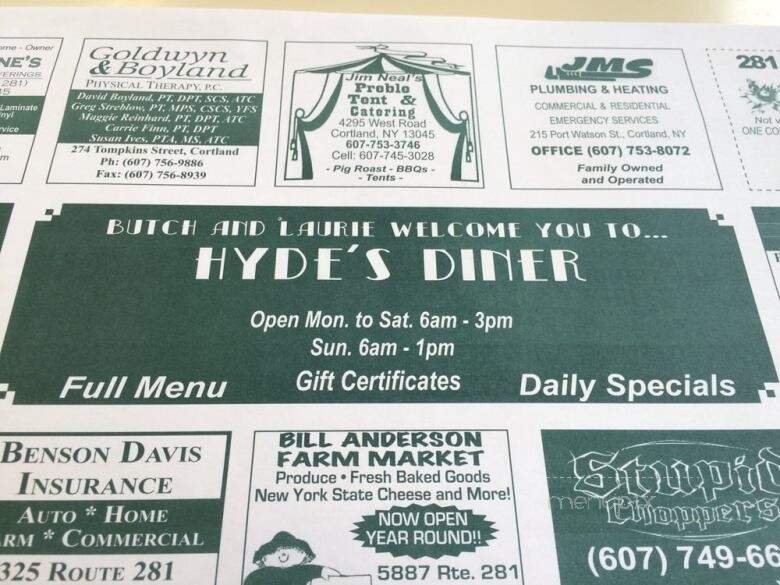 me - Owner
NE'S
ERINGS
281)
45
Laminate
nyl
rvice
m
Goldwyn
& Boyland
PHYSICAL THERAPY, P.C.
David Boyland, PT, DPT, SCS, ATC
Greg Streblow, PT, MPS, CSCS, YFS
Maggie Reinhard, PT, DPT, ATC
Carrie Finn, PT, DPT
Susan Ives, PTA, MS, ATC
274 Tompkins Street, Cortland
Ph: (607) 756-9886
Fax: (607) 756-8939
Jim Neal's
Preble
Tent &
Catering
4295 West Road
Cortland, NY 13045
607-753-3746
Cell: 607-745-3028
- Pig Roast - BBQs -
- Tents -
JMS
PLUMBING & HEATING
COMMERCIAL & RESIDENTIAL
EMERGENCY SERVICES
215 Port Watson St., Cortland, NY
OFFICE (607) 753-8072
Family Owned
and Operated
281
Not v
ONE CO
BUTCH AND LAURIE WELCOME YOU TO...
HYDE'S DINER
Open Mon. to Sat. 6am - 3pm
Sun. 6am - 1pm
Full Menu Gift Certificates Daily Specials
BENSON DAVIS
INSURANCE
AUTO * HOME
ARM * COMMERCIAL
325 ROUTE 281
BILL ANDERSON
FARM MARKET
Produce • Fresh Baked Goods
New York State Cheese and More!
NOW OPEN
YEAR ROUND!!
5887 Rte. 281
Stupid
Choppers
(607) 749-66